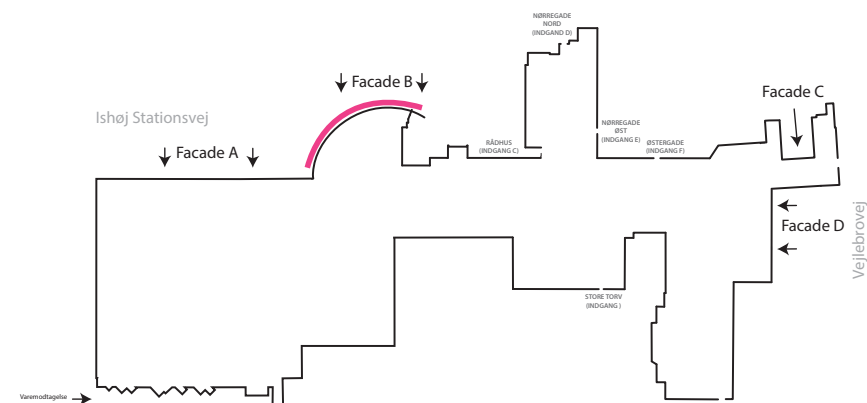 NØRREGADE
NORD
(INDGAND D)
Facade B
Facade C
Ishøj Stationsvej
Facade A
RÅDHUS
(INDGANG C)
NØRREGADE
ØST
(INDGANG E)
ØSTERGADE
(INDGANG F)
Facade D
Vejlebrovej
STORE TORV
(INDGANG )
Varemodtagelse